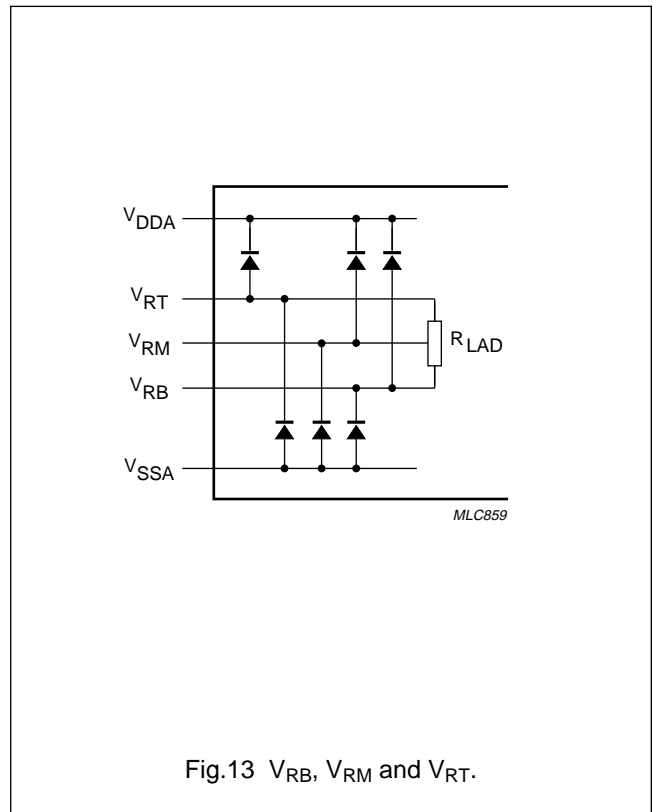 VDDA
VRT
VRM
RLAD
VRB
VSSA
MLC859
Fig.13 VRB, VRM and VRT.